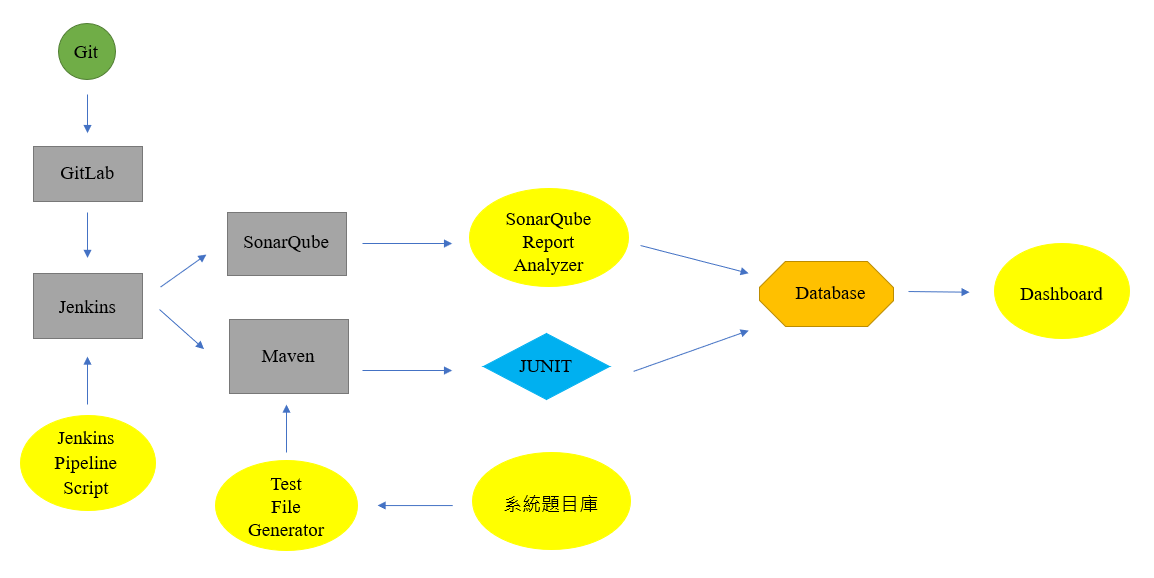 Git
GitLab
Jenkins
Jenkins
Pipeline
Script
SonarQube
Maven
Test
File
Generator
SonarQube
Report
Analyzer
JUNIT
系統題目庫
Database
Dashboard